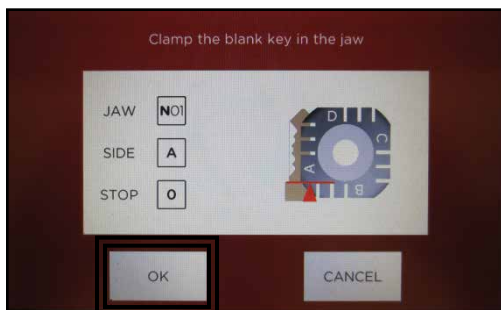 Clamp the blank key in the jaw
JAW N01
SIDE A
STOP 0
D
C
A
B
OK
CANCEL